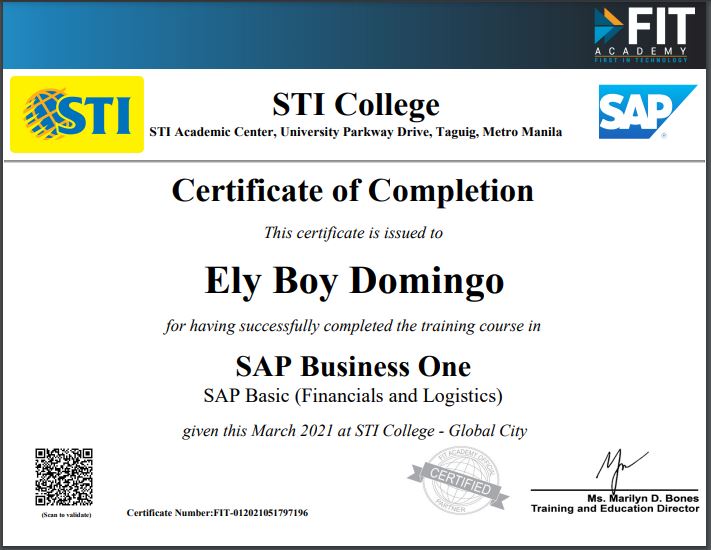 FIT
ACADEMY
FIRST IN TECHNOLOGY
STI
STI College
STI Academic Center, University Parkway Drive, Taguig, Metro Manila
SAP
Certificate of Completion
This certificate is issued to
Ely Boy Domingo
for having successfully completed the training course in
SAP Business One
SAP Basic (Financials and Logistics)
given this March 2021 at STI College - Global City
(Scan to validate)
Certificate Number:FIT-012021051797196
FIT ACADEMY OFFICIAL
CERTIFIED
PARTNER
Ms. Marilyn D. Bones
Training and Education Director